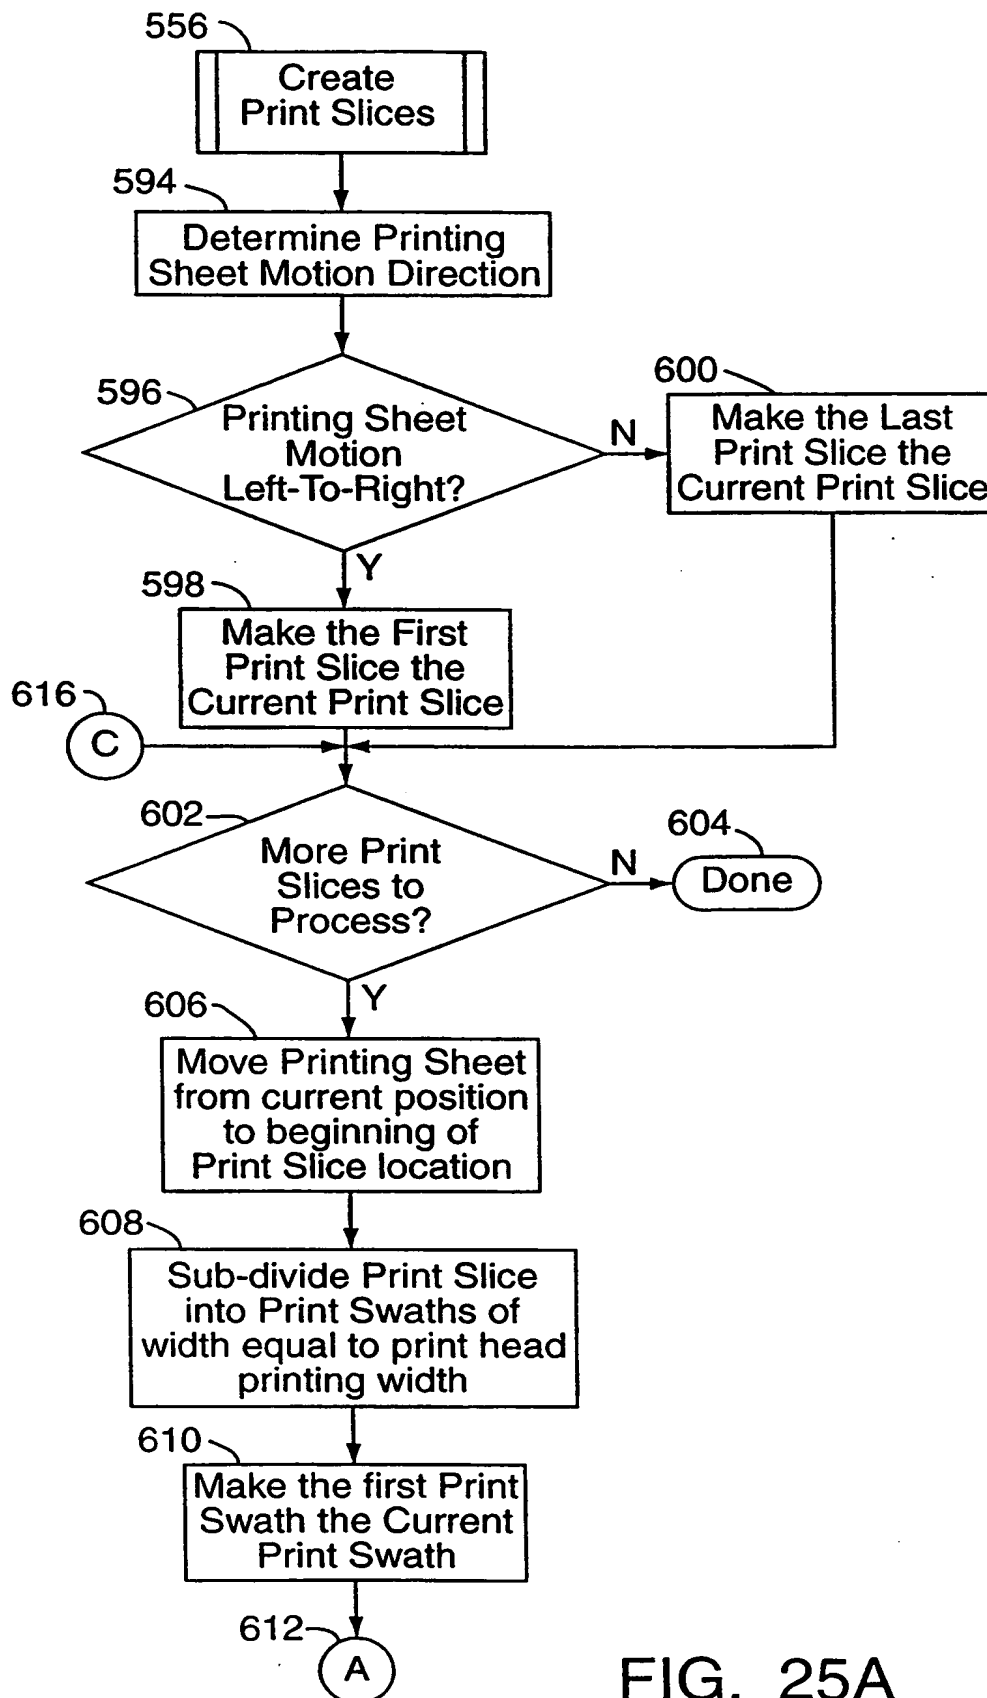 556
Create
Print Slices
594
Determine Printing
Sheet Motion Direction
596
Printing Sheet
Motion
Left-To-Right?
N
600
Make the Last
Print Slice the
Current Print Slice
Y
598
Make the First
Print Slice the
Current Print Slice
616
C
602
More Print
Slices to
Process?
N
604
Done
Y
606
Move Printing Sheet
from current position
to beginning of
Print Slice location
608
Sub-divide Print Slice
into Print Swaths of
width equal to print head
printing width
610
Make the first Print
Swath the Current
Print Swath
612
A
FIG. 25A